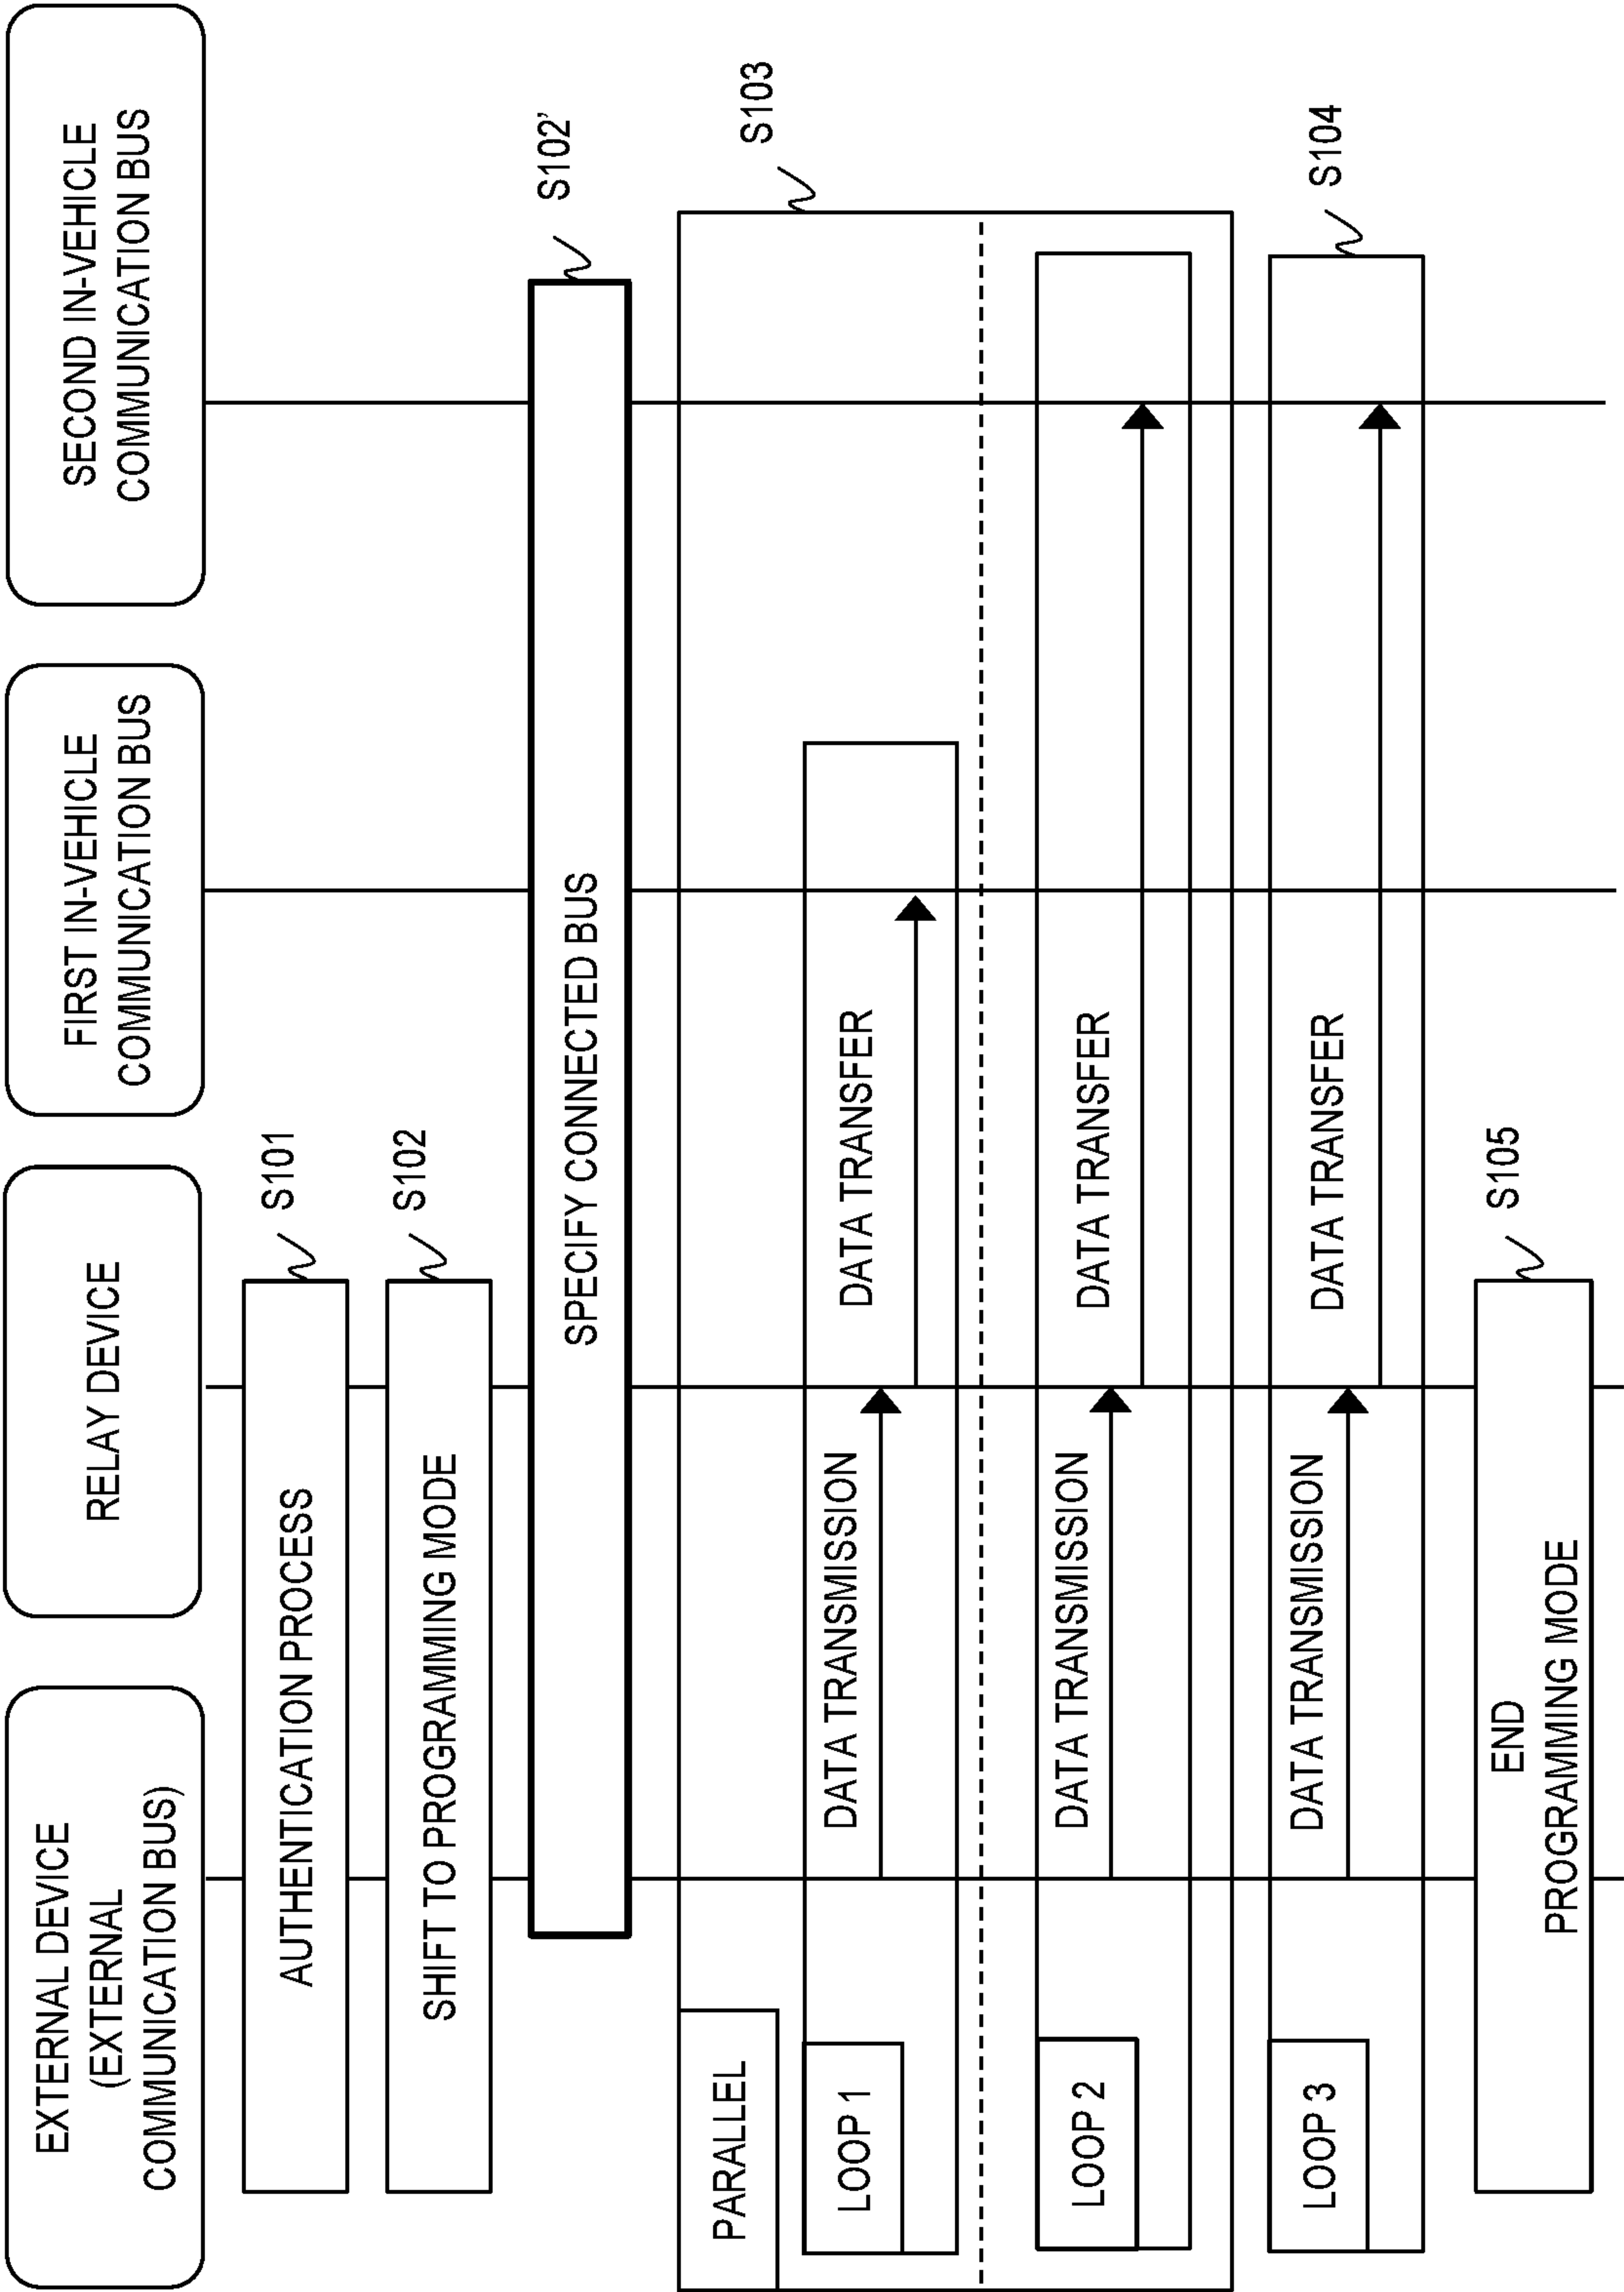 EXTERNAL DEVICE
(EXTERNAL
COMMUNICATION BUS)
RELAY DEVICE
FIRST IN-VEHICLE
COMMUNICATION BUS
SECOND IN-VEHICLE
COMMUNICATION BUS
AUTHENTICATION PROCESS
S101
SHIFT TO PROGRAMMING MODE
S102
SPECIFY CONNECTED BUS
S102'
PARALLEL
S103
LOOP 1
DATA TRANSMISSION
DATA TRANSFER
LOOP 2
DATA TRANSMISSION
DATA TRANSFER
LOOP 3
DATA TRANSMISSION
DATA TRANSFER
S104
END
PROGRAMING MODE
S105